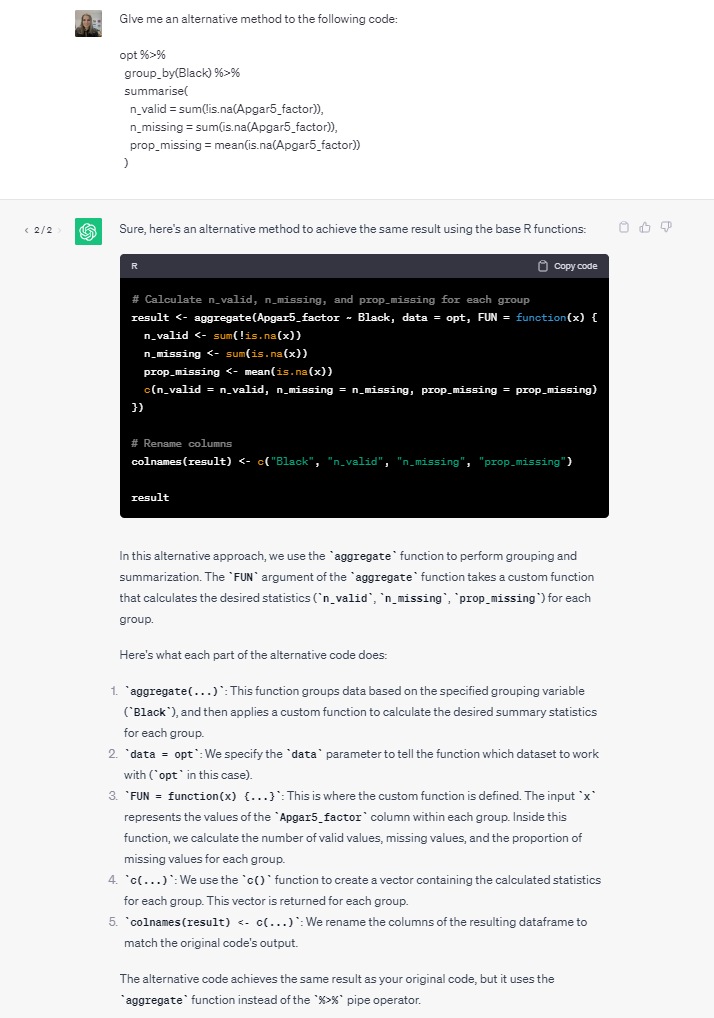 GIve me an alternative method to the following code:
opt %>%
group_by(Black) %>%
summarise(
n_valid = sum(!is.na(Apgar5_factor)),
n_missing = sum(is.na(Apgar5_factor)),
prop_missing = mean(is.na(Apgar5_factor))
)
< 2 / 2 >
Sure, here's an alternative method to achieve the same result using the base R functions:
R
Copy code
# Calculate n_valid, n_missing, and prop_missing for each group
result <- aggregate(Apgar5_factor ~ Black, data = opt, FUN = function(x) {
n_valid <- sum(!is.na(x))
n_missing <- sum(is.na(x))
prop_missing <- mean(is.na(x))
c(n_valid = n_valid, n_missing = n_missing, prop_missing = prop_missing)
})
# Rename columns
colnames(result) <- c("Black", "n_valid", "n_missing", "prop_missing")
result
In this alternative approach, we use the `aggregate` function to perform grouping and
summarization. The `FUN` argument of the `aggregate` function takes a custom function
that calculates the desired statistics (`n_valid`, `n_missing`, `prop_missing`) for each
group.
Here's what each part of the alternative code does:
1. `aggregate(...)`: This function groups data based on the specified grouping variable
(`Black`), and then applies a custom function to calculate the desired summary statistics
for each group.
2. `data = opt`: We specify the `data` parameter to tell the function which dataset to work
with (`opt` in this case).
3. `FUN = function(x) {...}`: This is where the custom function is defined. The input `x`
represents the values of the `Apgar5_factor` column within each group. Inside this
function, we calculate the number of valid values, missing values, and the proportion of
missing values for each group.
4. `c(...)`: We use the `c()` function to create a vector containing the calculated statistics
for each group. This vector is returned for each group.
5. `colnames(result) <- c(...)`: We rename the columns of the resulting dataframe to
match the original code's output.
The alternative code achieves the same result as your original code, but it uses the
`aggregate` function instead of the `%>%` pipe operator.